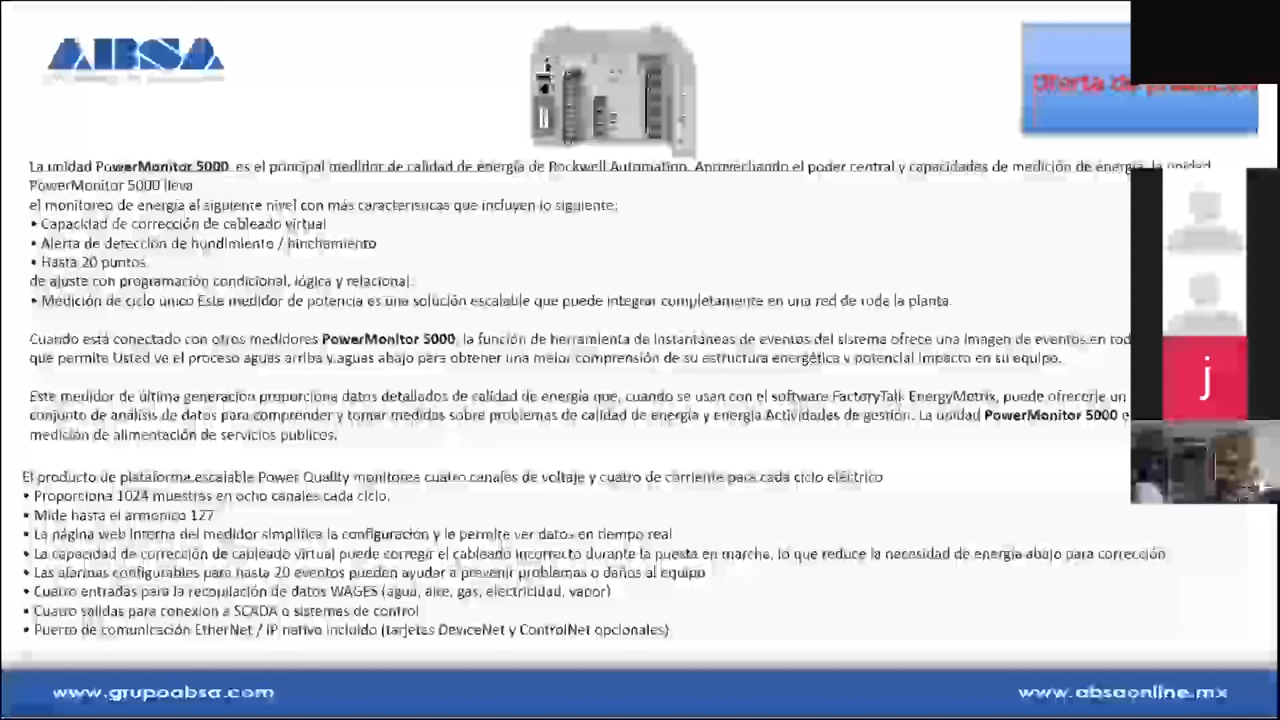 ABSA
Oferta de
La unidad PowerMonitor 5000, es el principal medidor de calidad de energía de Rockwell Automation. Aprovechando el poder central y capacidades de medición de energía, la unidad
PowerMonitor 5000 lleva
el monitoreo de energía al siguiente nivel con más características que incluyen lo siguiente:
• Capacidad de corrección de cableado virtual
• Alerta de detección de hundimiento / hinchamiento
• Hasta 20 puntos
de ajuste con programación condicional, lógica y relacional.
• Medición de ciclo único Este medidor de potencia es una solución escalable que puede integrar completamente en una red de toda la planta.
Cuando está conectado con otros medidores PowerMonitor 5000, la función de herramienta de Instantáneas de eventos del sistema ofrece una imagen de eventos en tod
que permite Usted ve el proceso aguas arriba y aguas abajo para obtener una mejor comprensión de su estructura energética y potencial impacto en su equipo.
Este medidor de última generación proporciona datos detallados de calidad de energía que, cuando se usan con el software FactoryTalk EnergyMetrix, puede ofrecerle un
conjunto de análisis de datos para comprender y tomar medidas sobre problemas de calidad de energía y energía Actividades de gestión. La unidad PowerMonitor 5000 e
medición de alimentación de servicios publicos.
El producto de plataforma escalable Power Quality monitorea cuatro canales de voltaje y cuatro de corriente para cada ciclo eléctrico
• Proporciona 1024 muestras en ocho canales cada ciclo.
• Mide hasta el armonico 127
• La página web interna del medidor simplifica la configuración y le permite ver datos en tiempo real
• La capacidad de corrección de cableado virtual puede corregir el cableado incorrecto durante la puesta en marcha, lo que reduce la necesidad de energía abajo para corrección
• Las alarmas configurables para hasta 20 eventos pueden ayudar a prevenir problemas o daños al equipo
• Cuatro entradas para la recopilación de datos WAGES (agua, aire, gas, electricidad, vapor)
• Cuatro salidas para conexion a SCADA o sistemas de control
• Puerto de comunicación EtherNet / IP nativo incluido (tarjetas DeviceNet y ControlNet opcionales)
j
www.grupoabsa.com
www.absaonline.mx